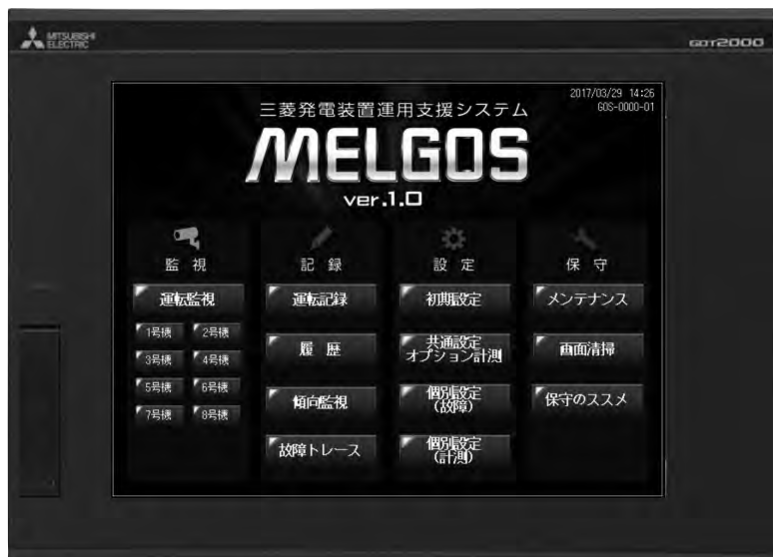 MITSUBISHI
ELECTRIC
GOT2000
2017/03/29 14:26
GOS-0000-01
三菱発電装置運用支援システム
MELGOS
ver.1.0
監視
運転監視
1号機 2号機
3号機 4号機
5号機 6号機
7号機 8号機
記録
運転記録
履歴
傾向監視
故障トレース
設定
初期設定
共通設定
オプション計測
個別設定
(故障)
個別設定
(計測)
保守
メンテナンス
画面清掃
保守のススメ